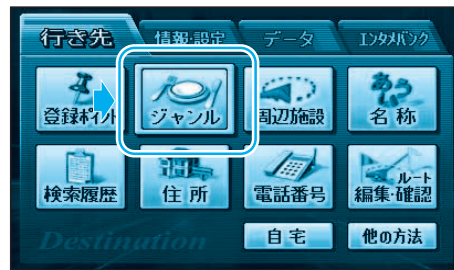 行き先 情報・設定 データ エンタメバンク
登録ポイント ジャンル 周辺施設 名称
検索履歴 住所 電話番号 ルート
編集・確認
Destination 自宅 他の方法